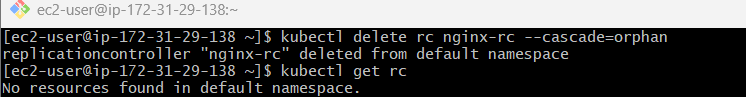 ec2-user@ip-172-31-29-138:~
[ec2-user@ip-172-31-29-138 ~]$ kubectl delete rc nginx-rc --cascade=orphan
replicationcontroller "nginx-rc" deleted from default namespace
[ec2-user@ip-172-31-29-138 ~]$ kubectl get rc
No resources found in default namespace.